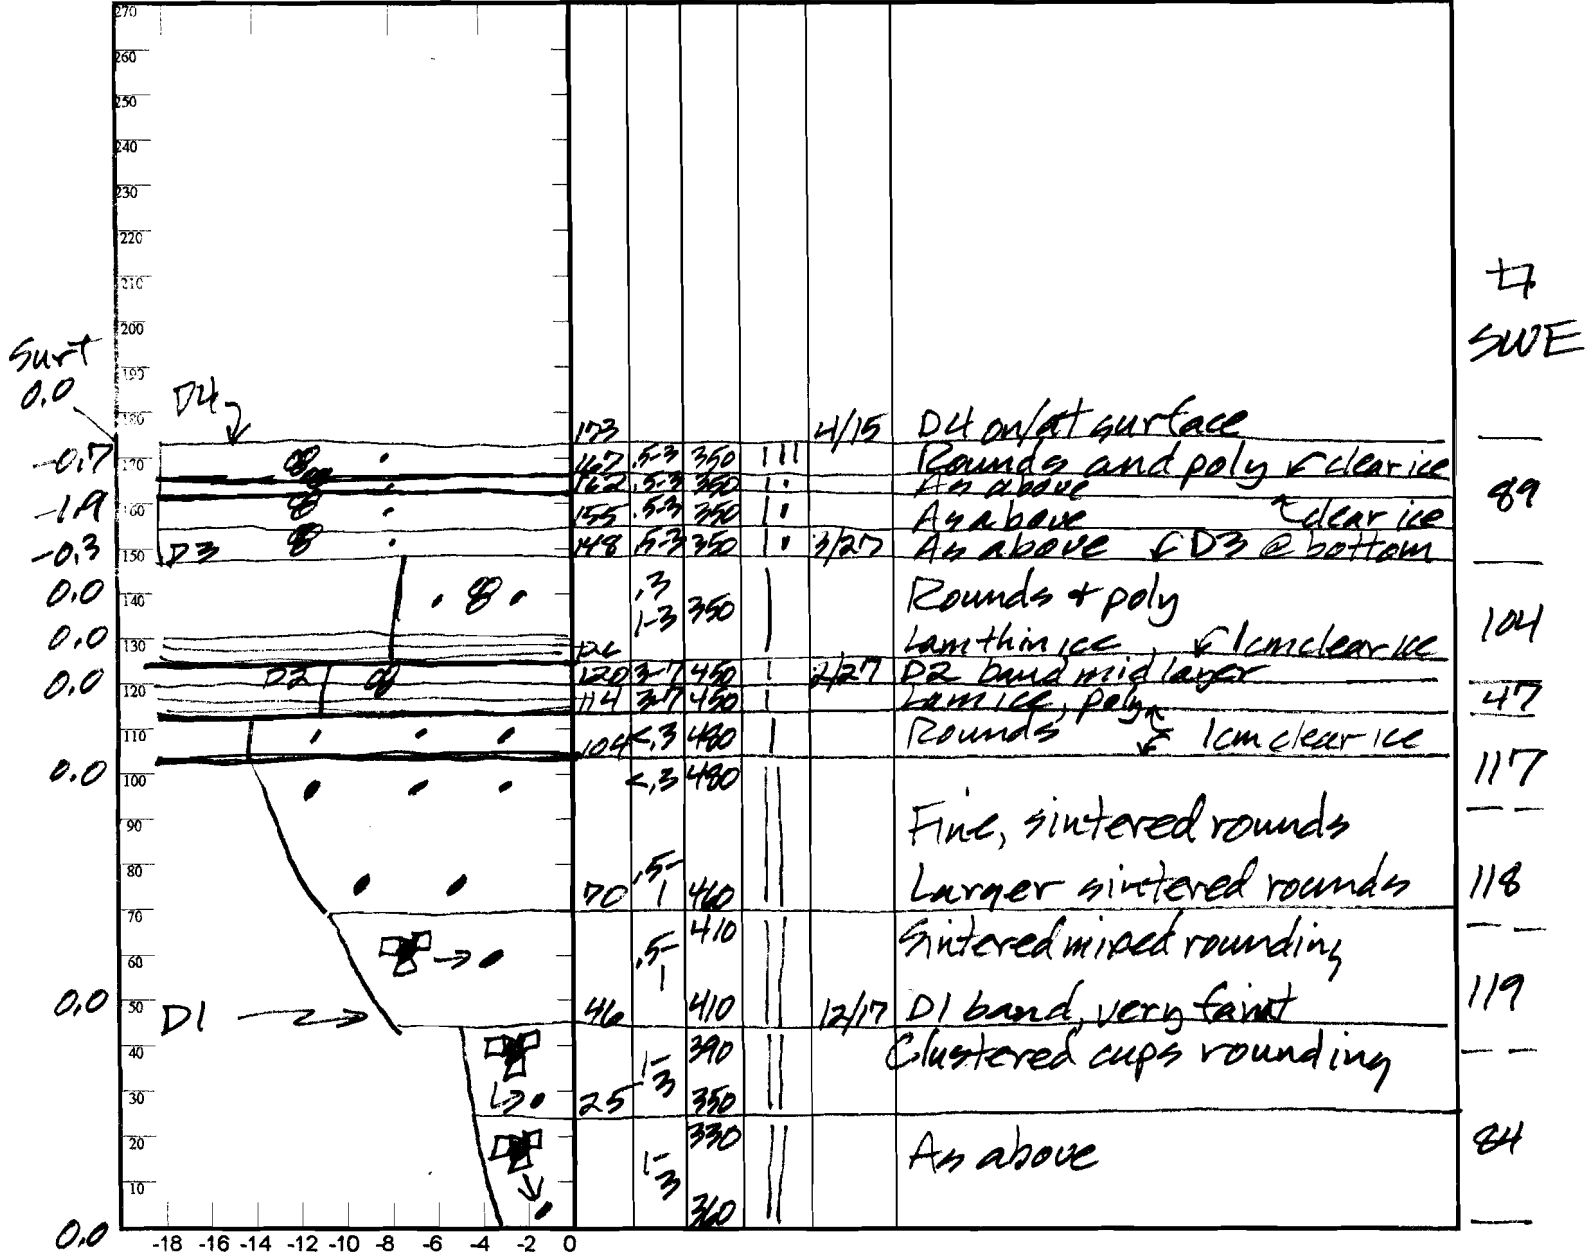 270
260
250
240
230
220
210
200
190
180
170
160
150
140
130
120
110
100
90
80
70
60
50
40
30
20
10
-18 -16 -14 -12 -10 -8 -6 -4 -2 0
Surf
0.0
-0.7
-1.9
-0.3
0.0
0.0
0.0
0.0
0.0
0.0
D4
D3
D2
D1
SWE
173 4/15 D4 on/at surface
167 .5-3 350 Rounds and poly clear ice
162 .5-3 350 As above
155 .5-3 350 As above clear ice
148 .5-3 350 3/27 As above D3 @ bottom
.3
1-3 350 Rounds + poly
Lam thin ice, 1cm clear ice
120 3-7 450 2/27 D2 band mid layer
114 3-7 450 Lam ice, poly
104 <.3 480 Rounds 1cm clear ice
<.3 480
Fine, sintered rounds
70 .5-1 460 Larger sintered rounds
.5-1 410 Sintered mixed rounding
46 410 12/17 D1 band, very faint
1-3 390 Clustered cups rounding
25 350
330
1-3 As above
360
89
104
47
117
118
119
84